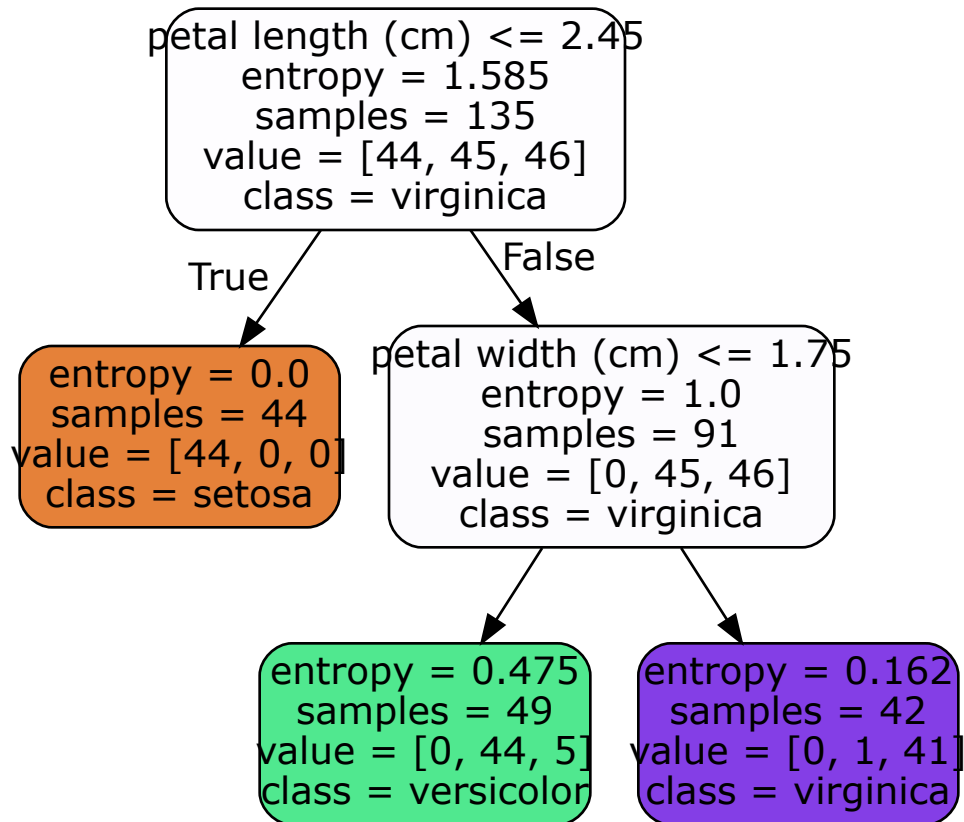 petal length (cm) <= 2.45
entropy = 1.585
samples = 135
value = [44, 45, 46]
class = virginica
True
False
entropy = 0.0
samples = 44
value = [44, 0, 0]
class = setosa
petal width (cm) <= 1.75
entropy = 1.0
samples = 91
value = [0, 45, 46]
class = virginica
entropy = 0.475
samples = 49
value = [0, 44, 5]
class = versicolor
entropy = 0.162
samples = 42
value = [0, 1, 41]
class = virginica